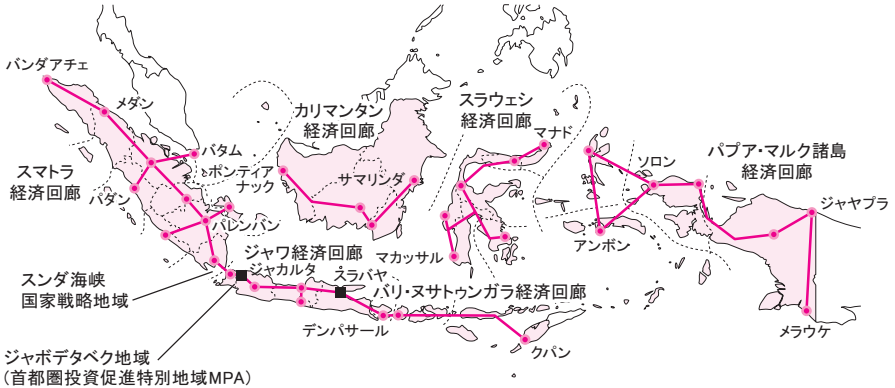 バンダアチェ
メダン
バタム
スマトラ
経済回廊
パダン
パレンバン
カリマンタン
経済回廊
ポンティア
ナック
サマリンダ
スラウェシ
経済回廊
マナド
マカッサル
パプア・マルク諸島
経済回廊
ソロン
ジャヤプラ
アンボン
メラウケ
ジャワ経済回廊
ジャカルタ
スラバヤ
バリ・ヌサトゥンガラ経済回廊
デンパサール
クパン
スンダ海峡
国家戦略地域
ジャボデタベク地域
(首都圏投資促進特別地域MPA)